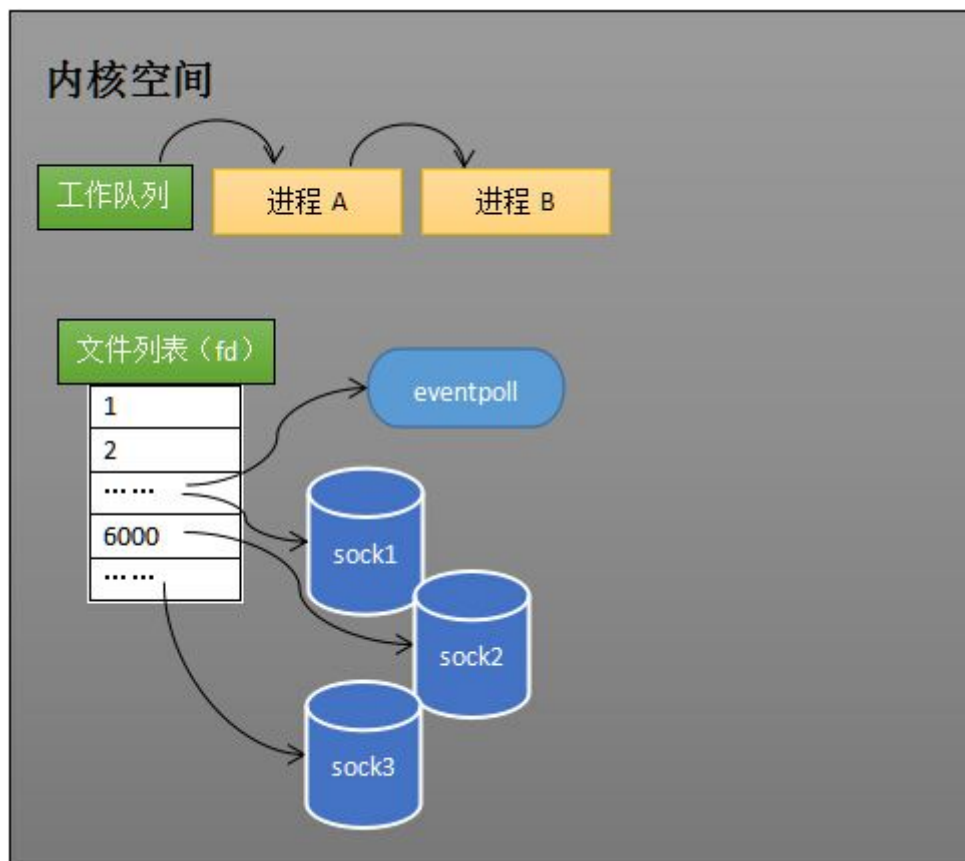 内核空间
工作队列
进程 A
进程 B
文件列表（fd）
1
2
……
6000
……
eventpoll
sock1
sock2
sock3